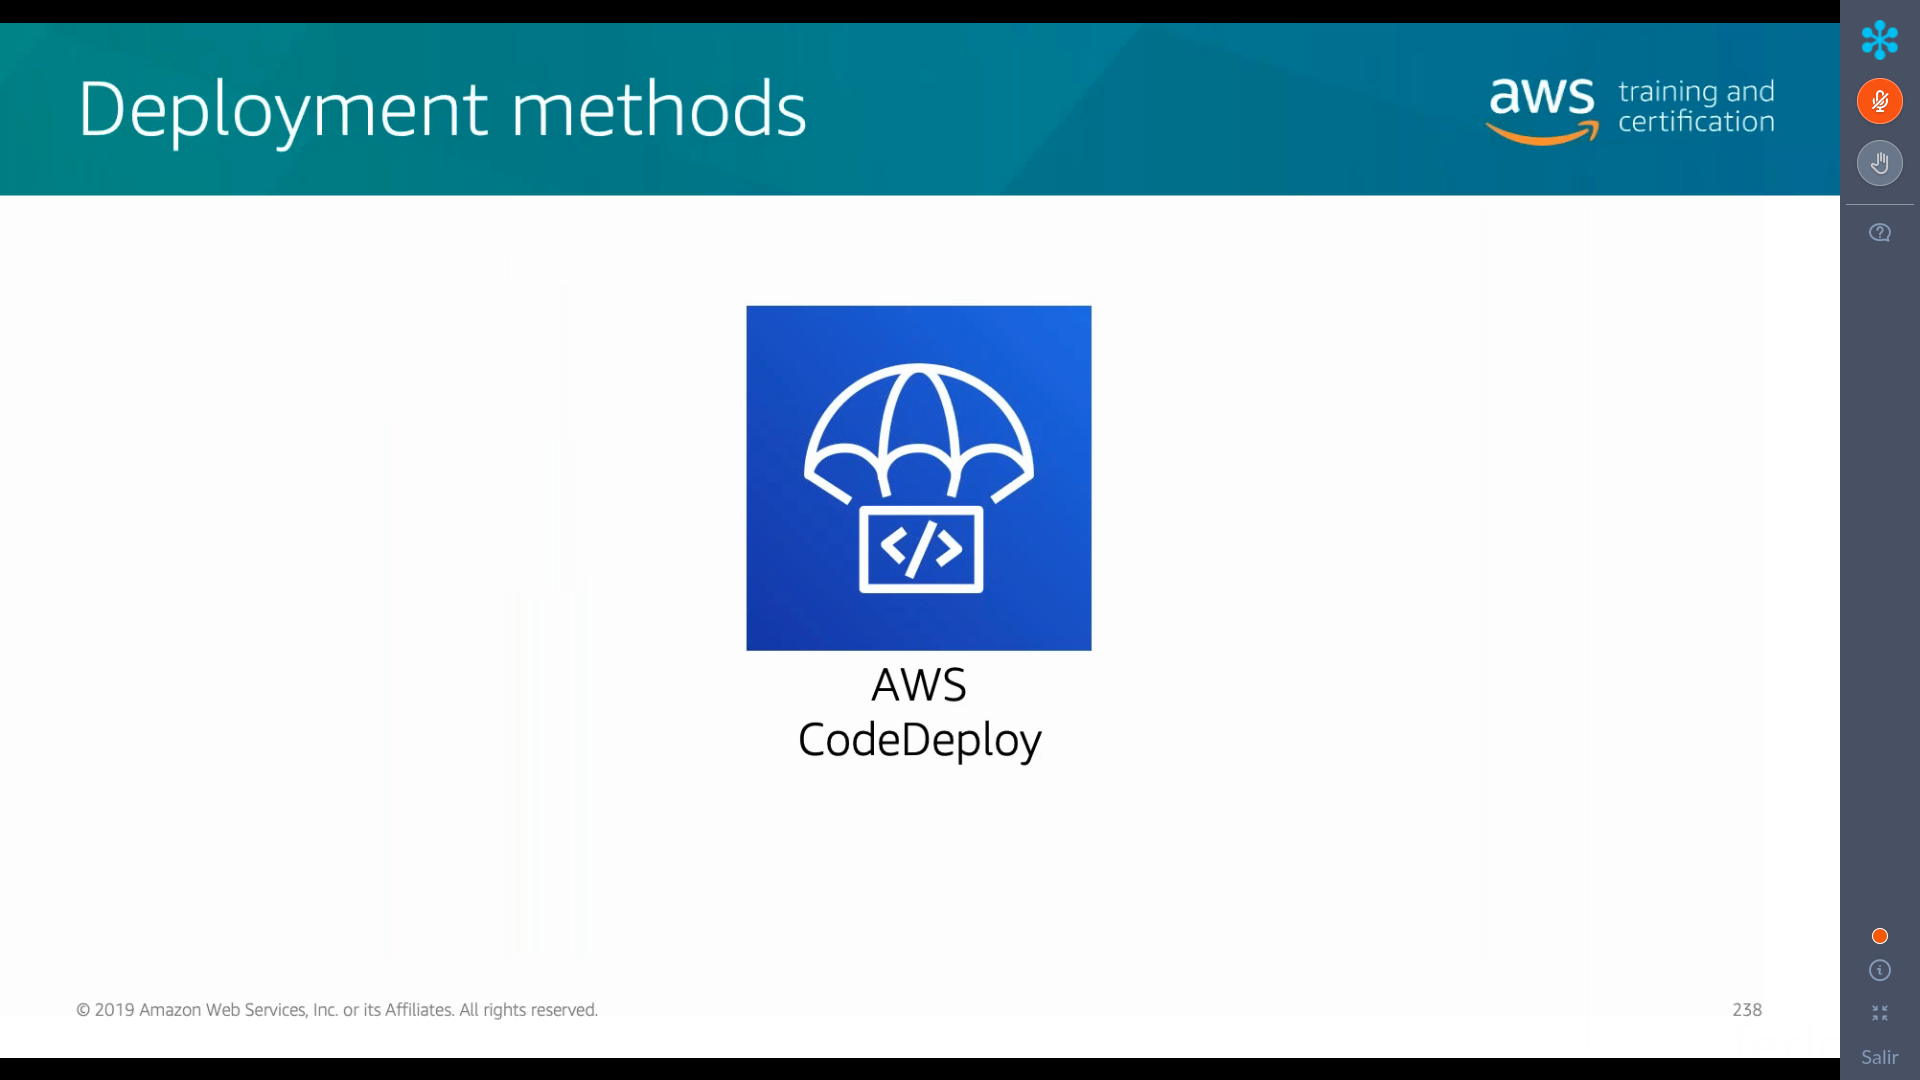 Deployment methods
aws training and
certification
</>
AWS
CodeDeploy
© 2019 Amazon Web Services, Inc. or its Affiliates. All rights reserved.
238
Salir